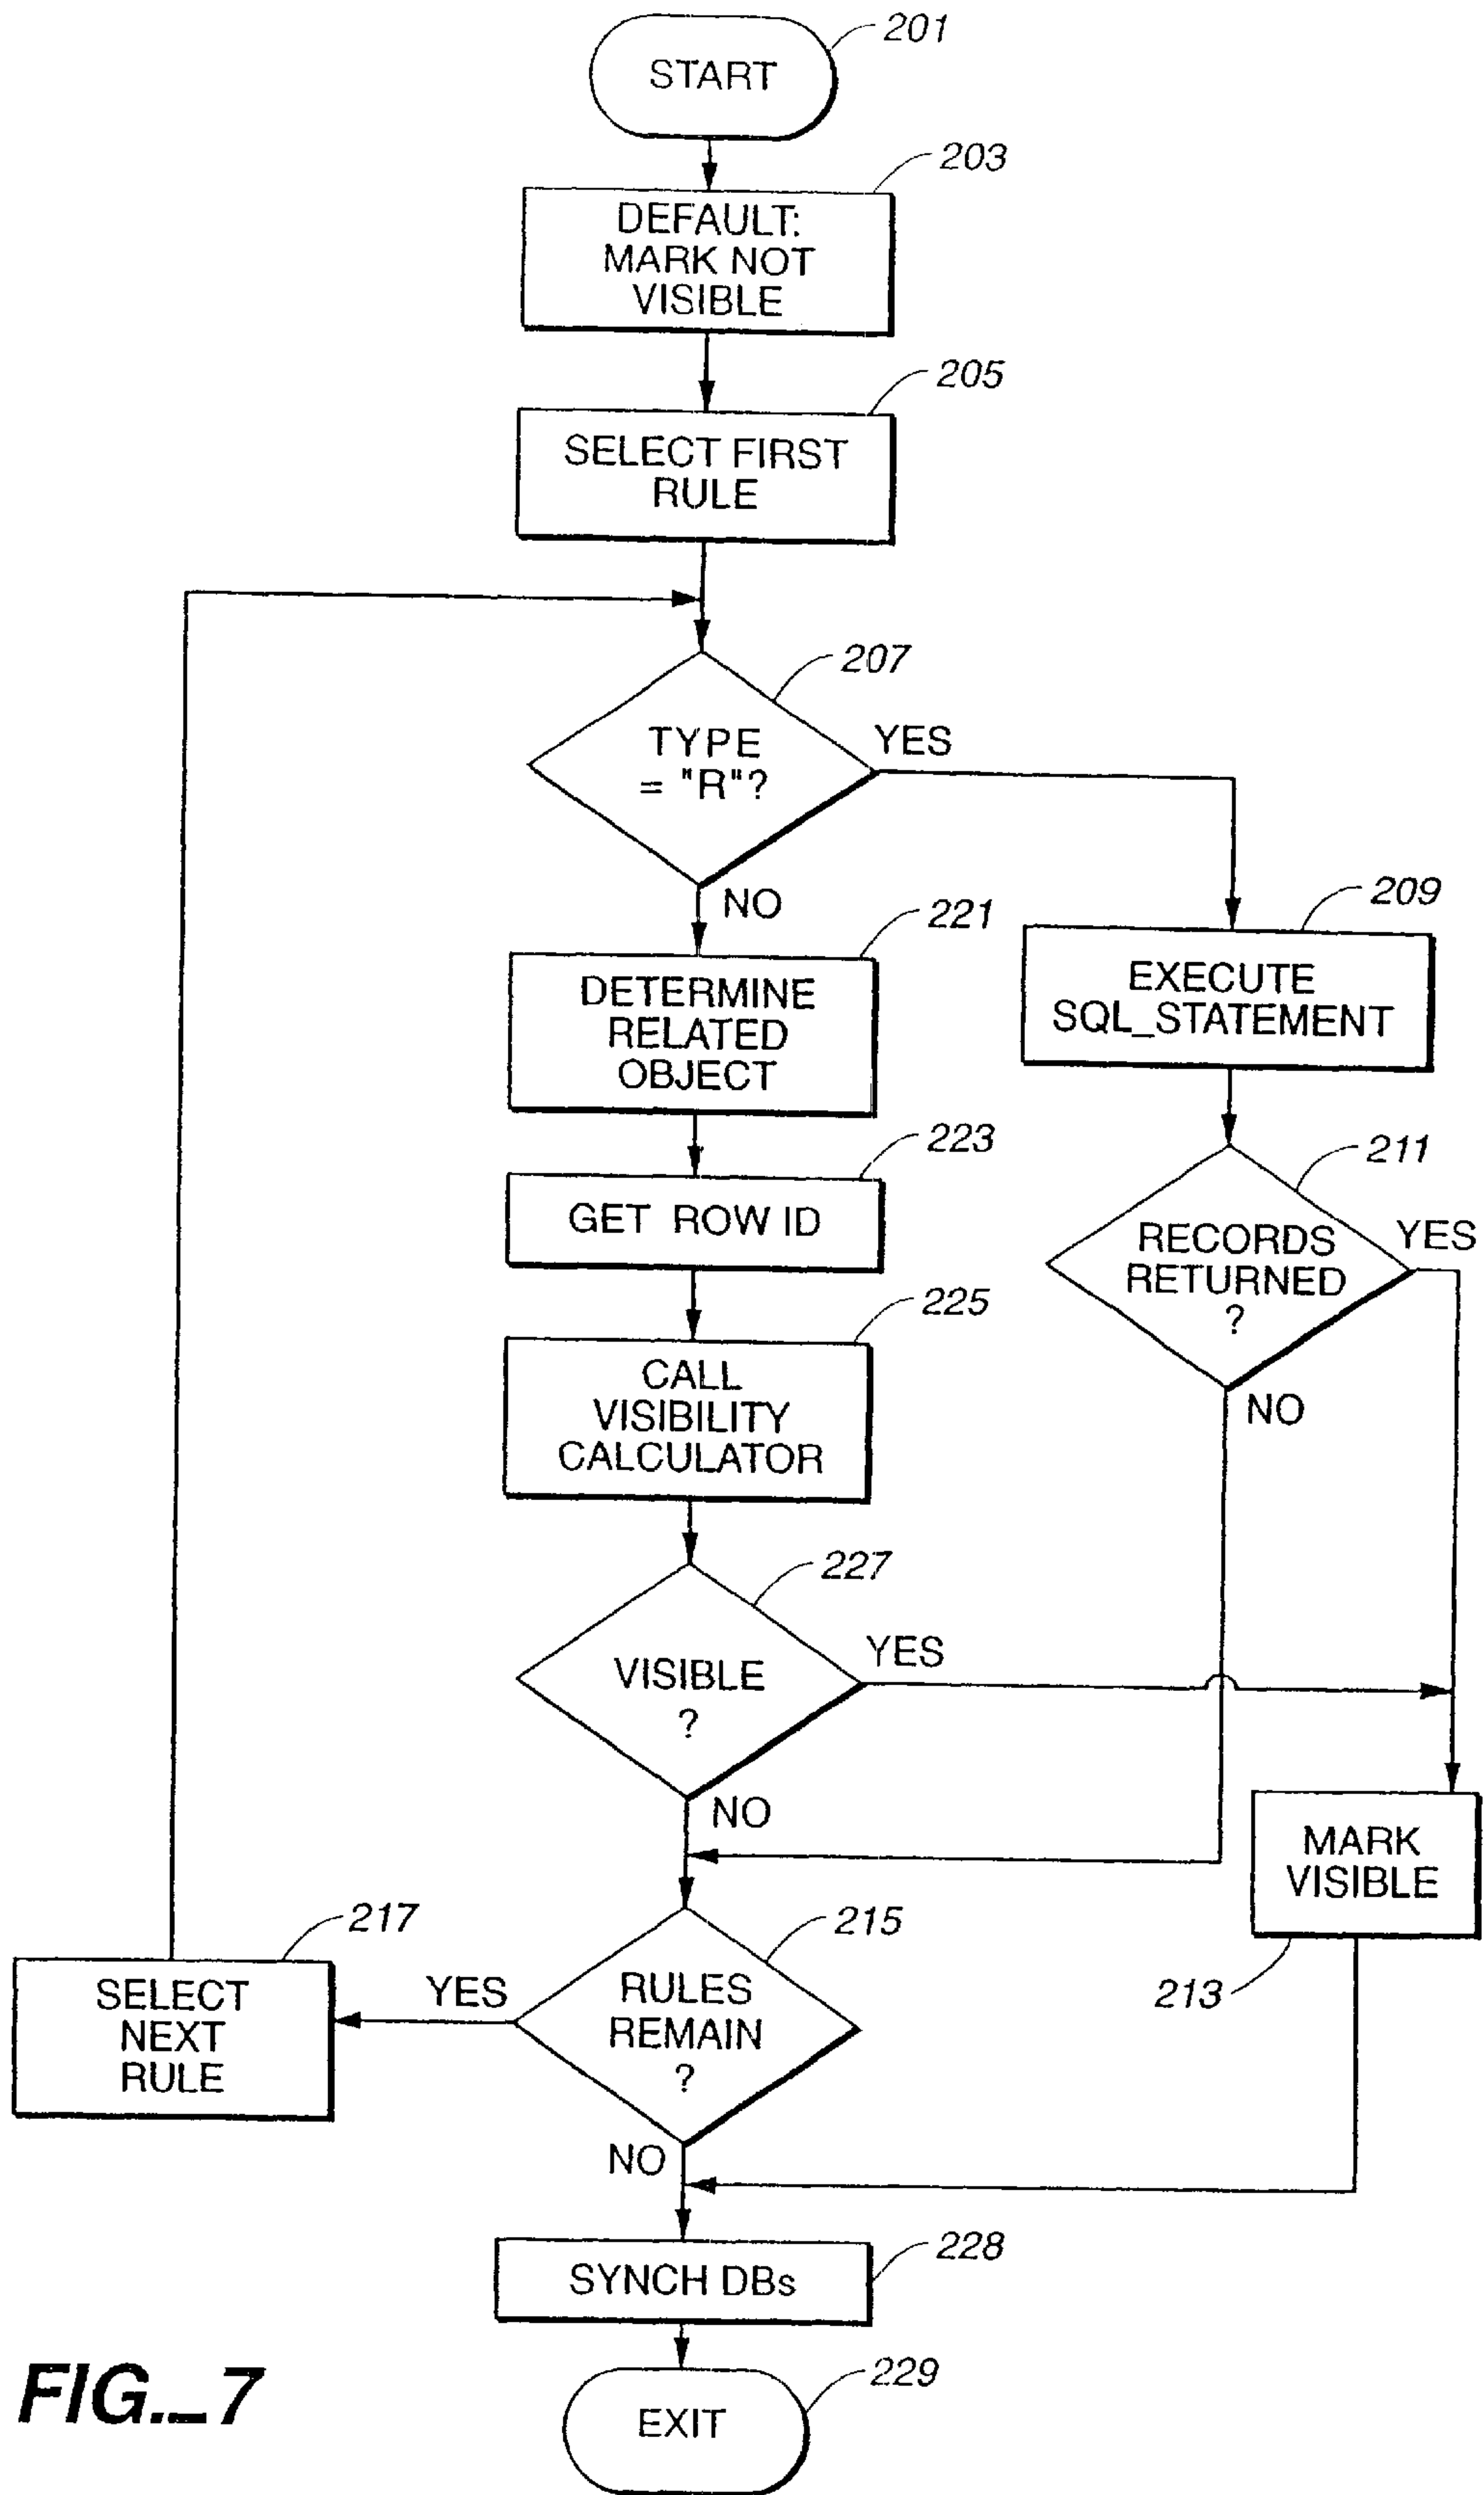 201
START
203
DEFAULT:
MARK NOT
VISIBLE
205
SELECT FIRST
RULE
207
TYPE
= "R"?
YES
NO
221
DETERMINE
RELATED
OBJECT
209
EXECUTE
SQL_STATEMENT
223
GET ROW ID
211
RECORDS
RETURNED
?
YES
NO
225
CALL
VISIBILITY
CALCULATOR
227
VISIBLE
?
YES
NO
MARK
VISIBLE
213
217
SELECT
NEXT
RULE
YES
215
RULES
REMAIN
?
NO
228
SYNCH DBs
229
EXIT
FIG._7